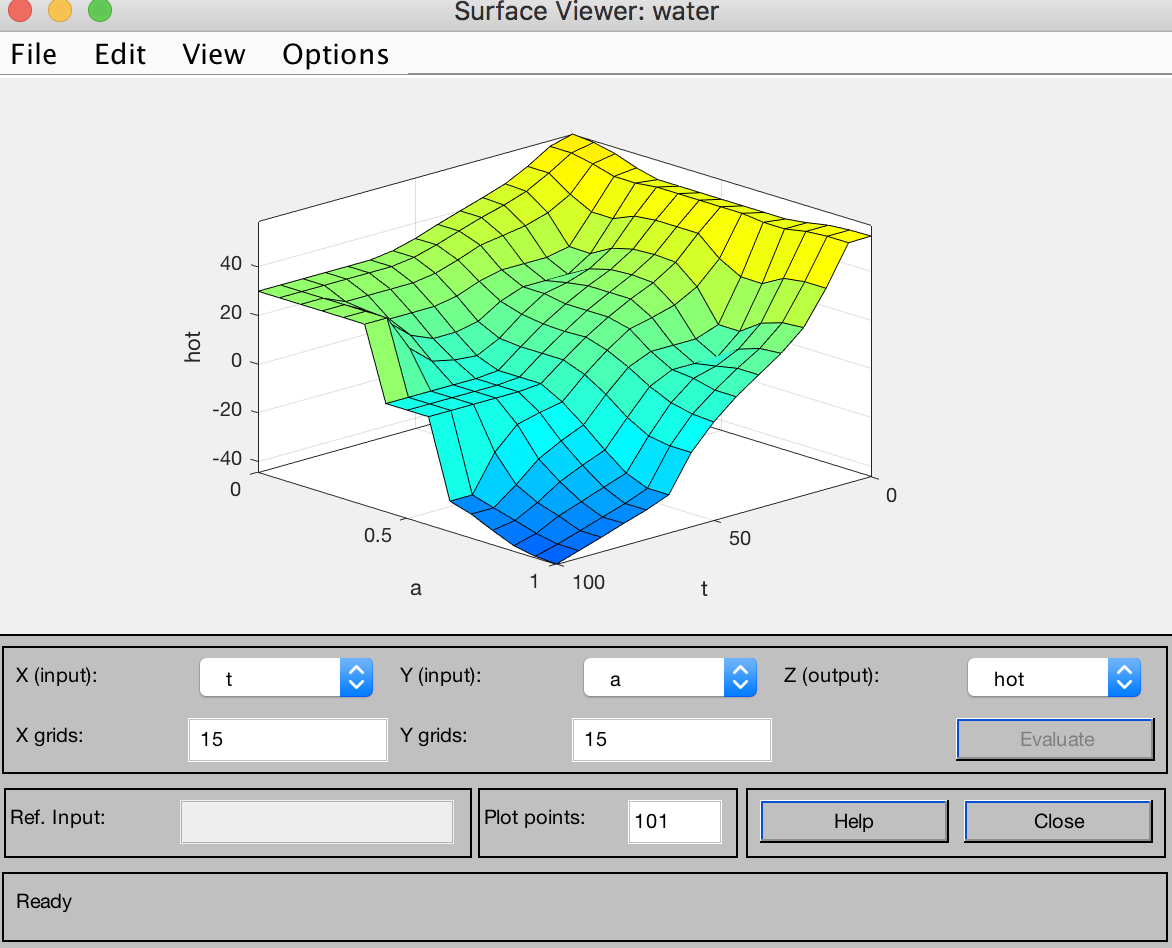 Surface Viewer: water
File Edit View Options
40
20
0
-20
-40
hot
0
0.5
1
a
100
50
0
t
X (input): t Y (input): a Z (output): hot
X grids: 15 Y grids: 15 Evaluate
Ref. Input: Plot points: 101 Help Close
Ready